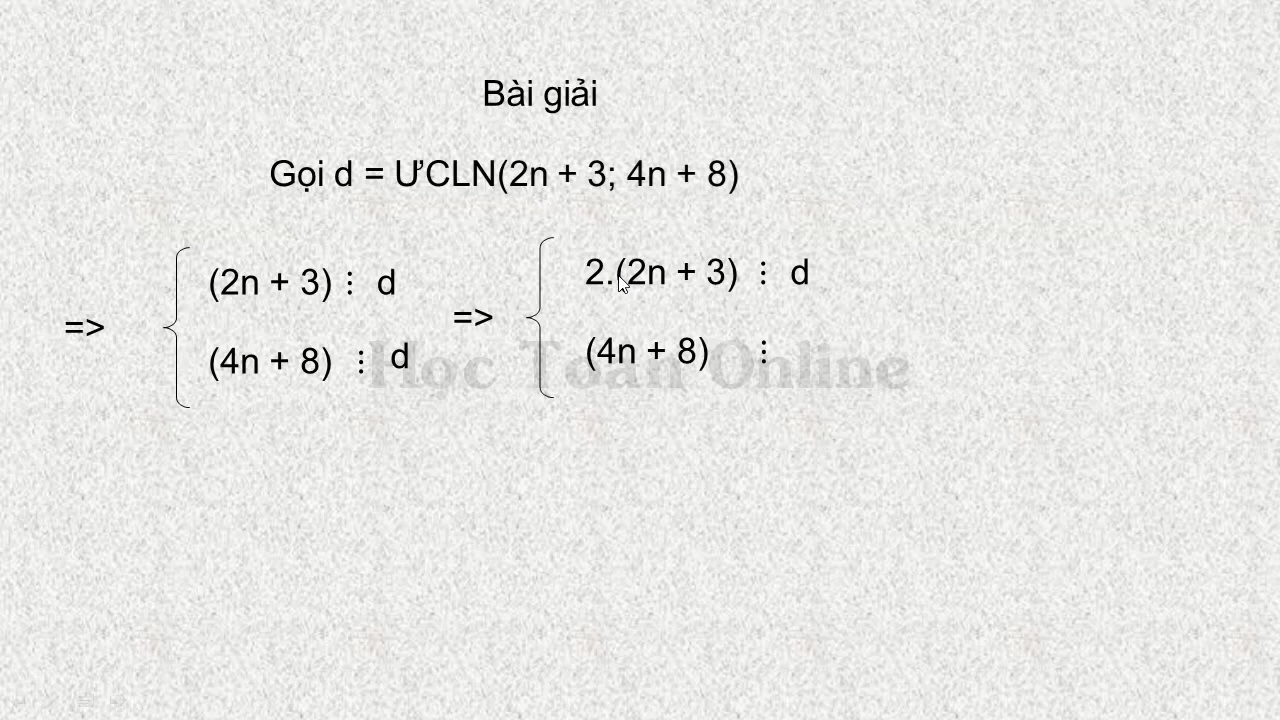 Bài giải
Gọi d = ƯCLN(2n + 3; 4n + 8)
=> (2n + 3) ⋮ d
(4n + 8) ⋮ d
=> 2.(2n + 3) ⋮ d
(4n + 8) ⋮
Học Toán Online